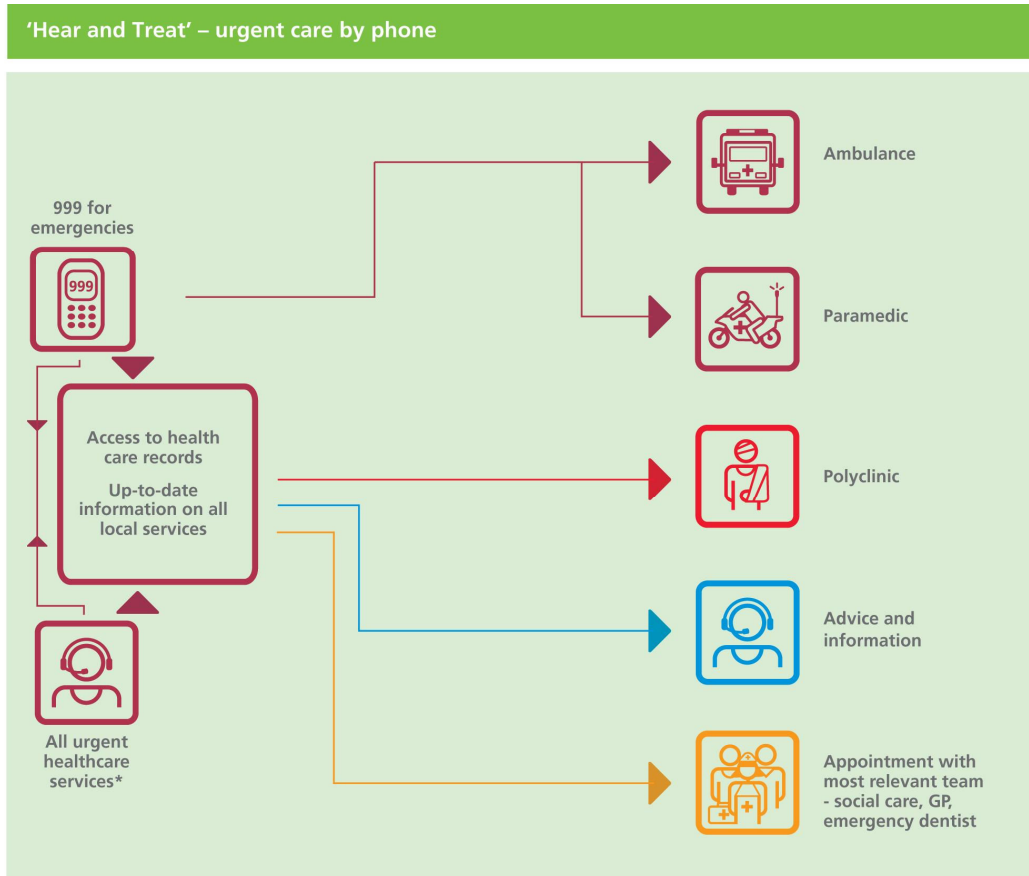 ‘Hear and Treat’ – urgent care by phone
Ambulance
999 for
emergencies
999
Paramedic
Access to health
care records
Up-to-date
information on all
local services
Polyclinic
Advice and
information
All urgent
healthcare
services*
Appointment with
most relevant team
- social care, GP,
emergency dentist